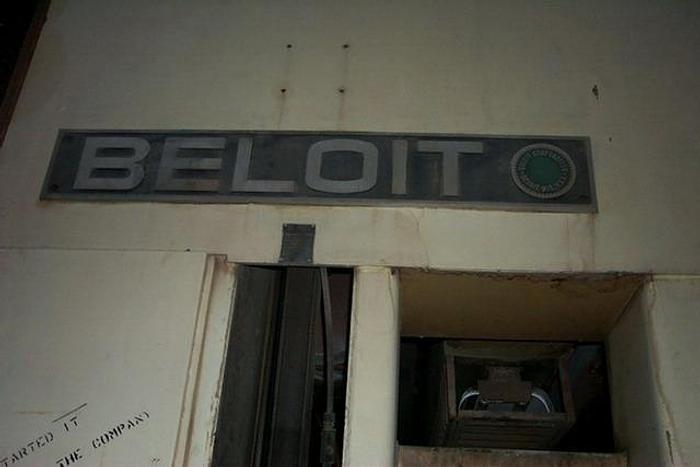 BELOIT
TARTED IT
THE COMPANY